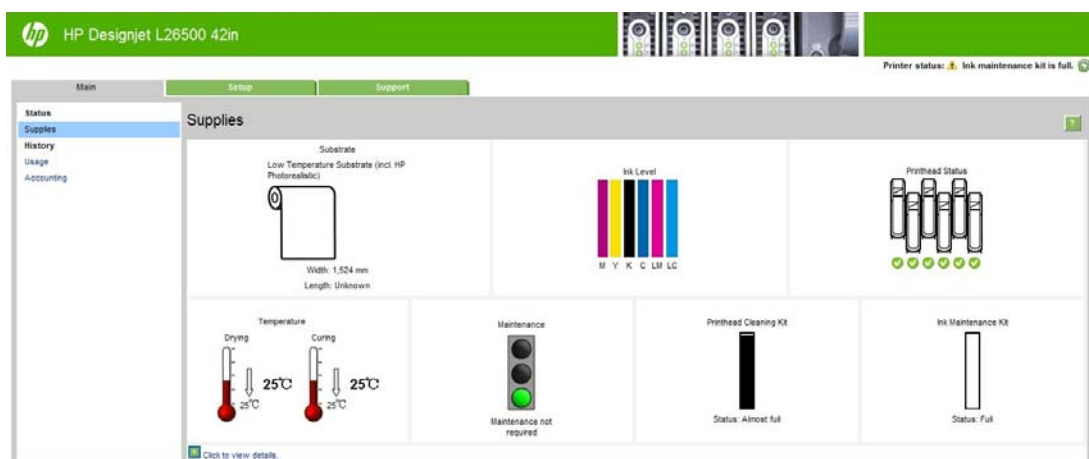 hp HP Designjet L26500 42in
Printer status: Ink maintenance kit is full.
Main Setup Support
Status
Supplies
History
Usage
Accounting
Supplies
?
Substrate
Low Temperature Substrate (incl. HP
Photorealistic)
Width: 1,524 mm
Length: Unknown
Ink Level
M Y K C LM LC
Printhead Status
Temperature
Drying Curing
25°C 25°C
25°C 25°C
Maintenance
Maintenance not
required
Printhead Cleaning Kit
Status: Almost full
Ink Maintenance Kit
Status: Full
Click to view details.